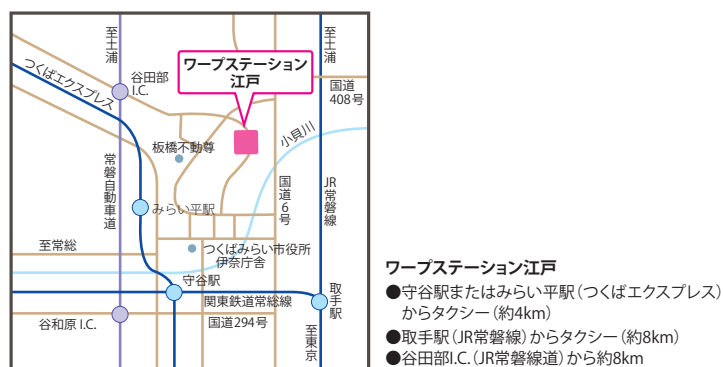 至土浦
至土浦
つくばエクスプレス
谷田部
I.C.
ワープステーション
江戸
国道
408号
小貝川
板橋不動尊
常磐自動車道
国道6号
JR常磐線
みらい平駅
至常総
つくばみらい市役所
伊奈庁舎
守谷駅
関東鉄道常総線
取手駅
谷和原 I.C.
国道294号
至東京
ワープステーション江戸
●守谷駅またはみらい平駅（つくばエクスプレス）
からタクシー（約4km）
●取手駅（JR常磐線）からタクシー（約8km）
●谷田部I.C.（JR常磐線道）から約8km